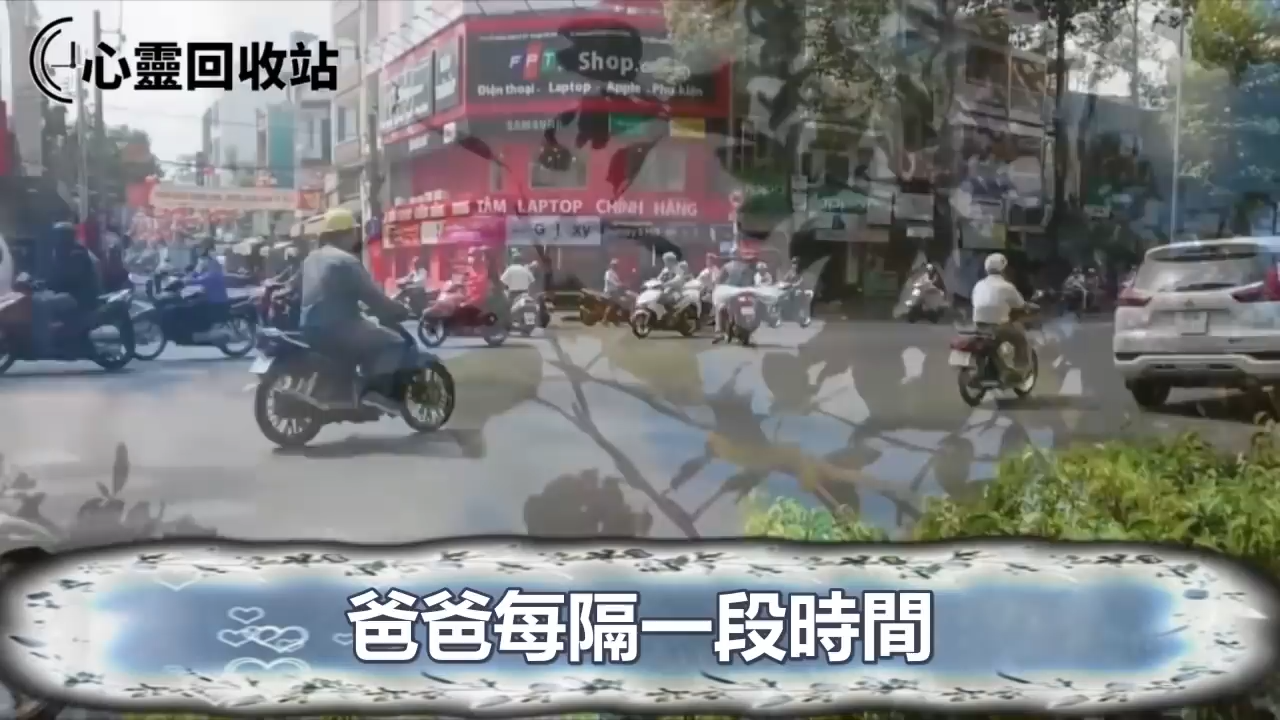 心靈回收站
FPT. Shop.
Điện thoại - Laptop - Apple - Phụ kiện
SAMSUNG
TÂM LAPTOP CHÍNH HÃNG
爸爸每隔一段時間